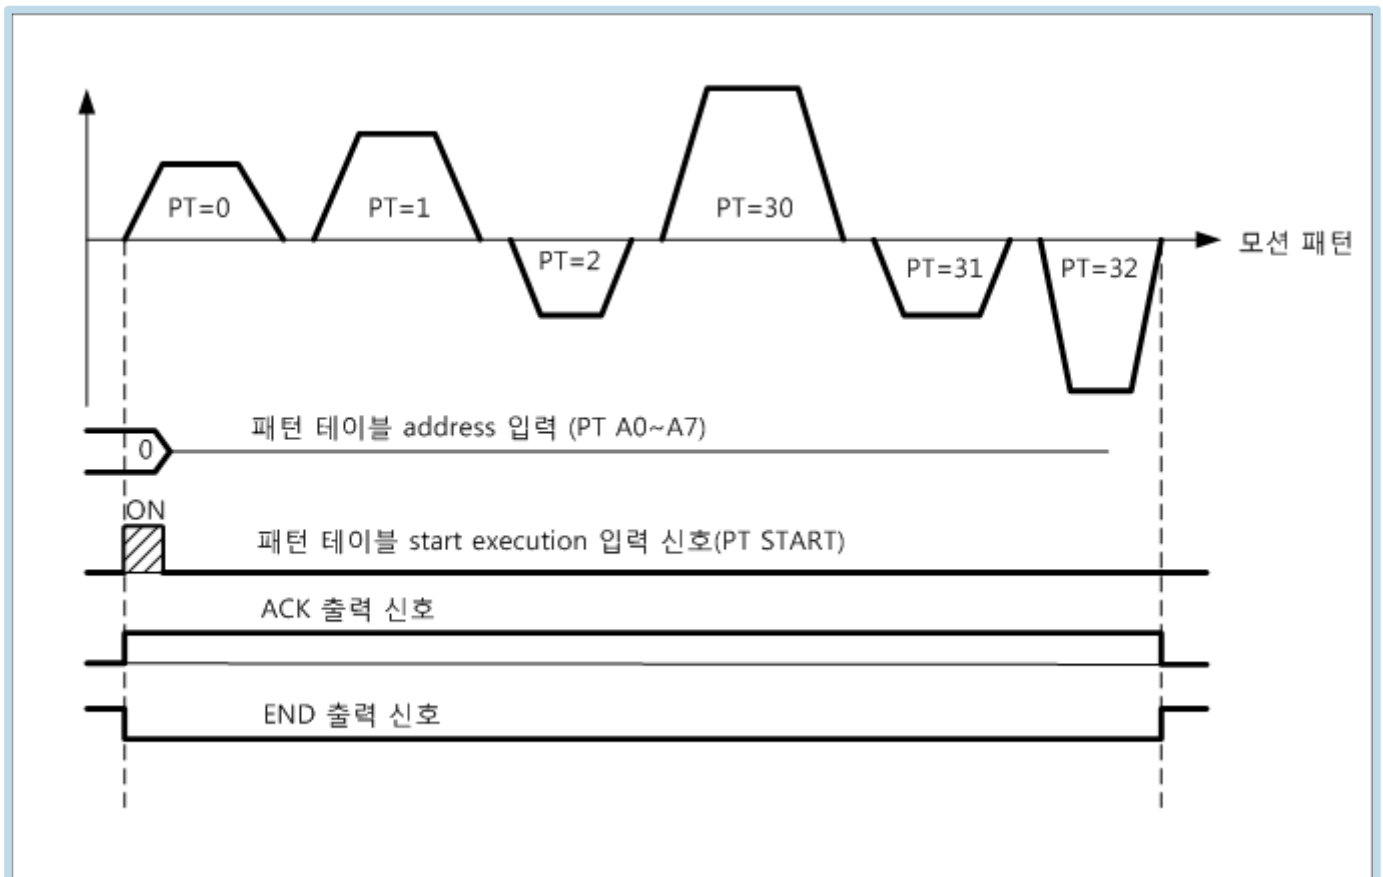 PT=0
PT=1
PT=2
PT=30
PT=31
PT=32
모션 패턴
패턴 테이블 address 입력 (PT A0~A7)
0
ON
패턴 테이블 start execution 입력 신호(PT START)
ACK 출력 신호
END 출력 신호